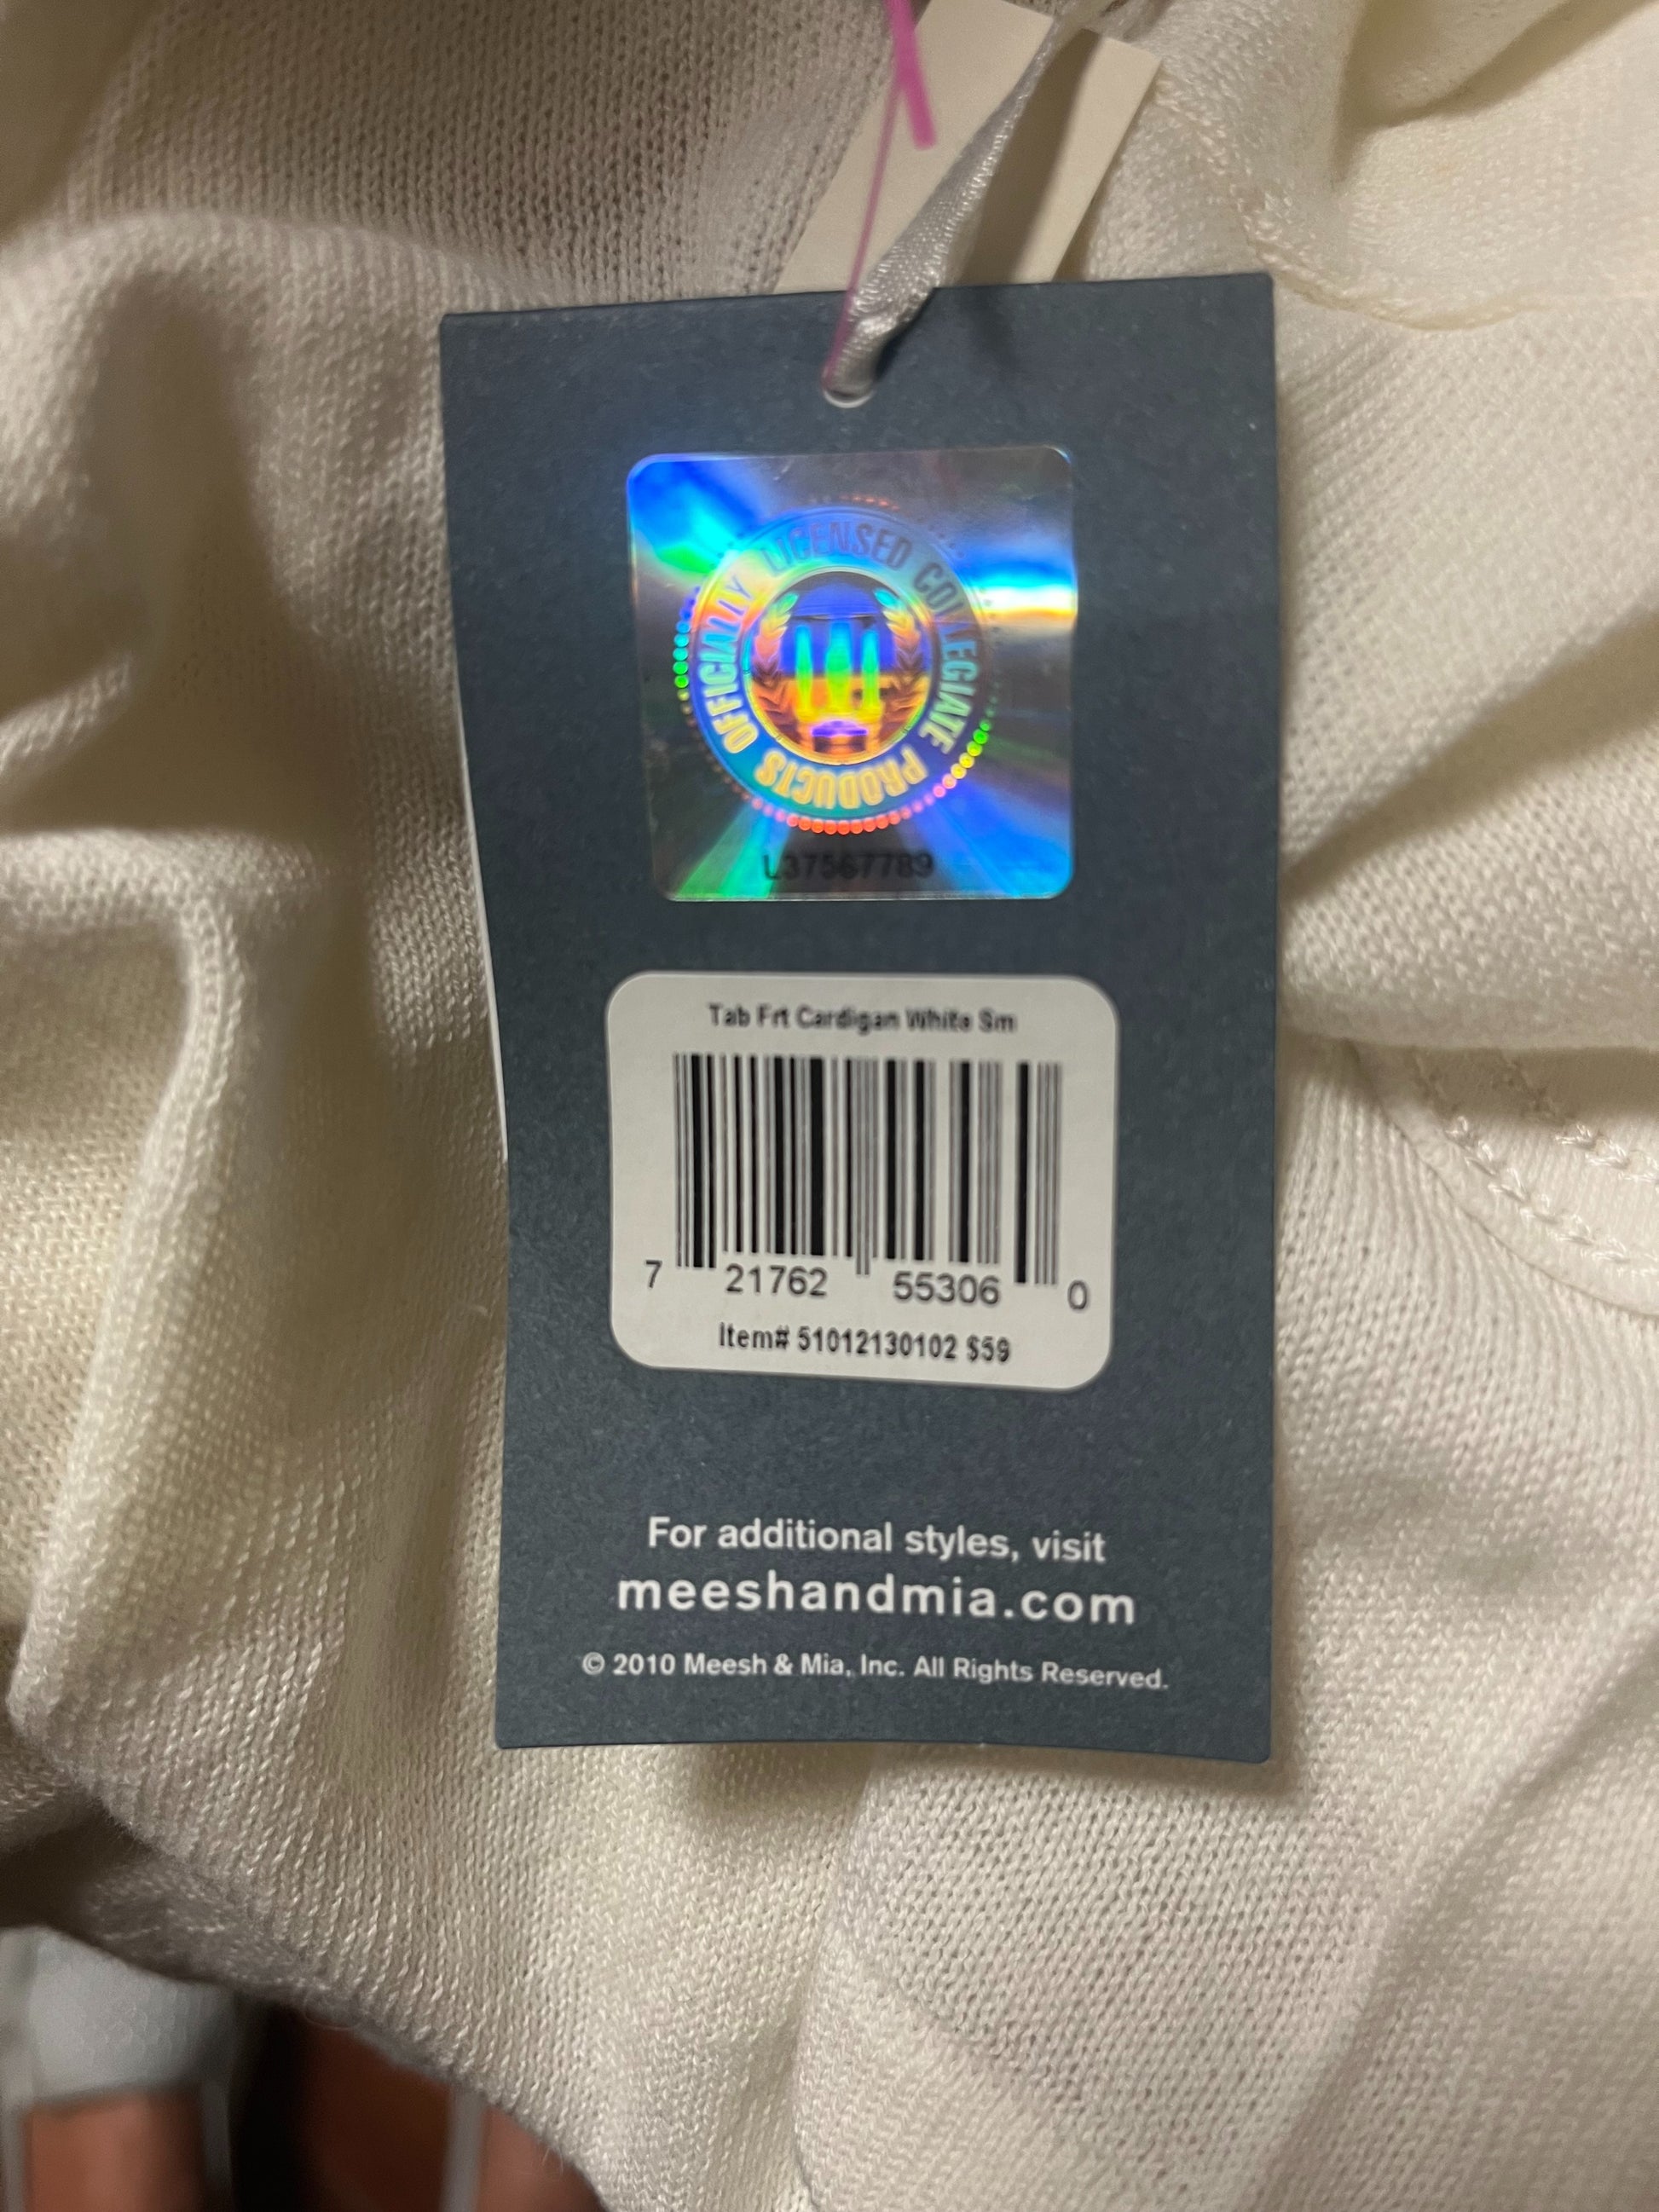 OFFICIALLY LICENSED COLLEGIATE PRODUCTS
L37567789
Tab Frt Cardigan White Sm
7 21762 55306 0
Item# 51012130102 $59
For additional styles, visit
meeshandmia.com
© 2010 Meesh & Mia, Inc. All Rights Reserved.